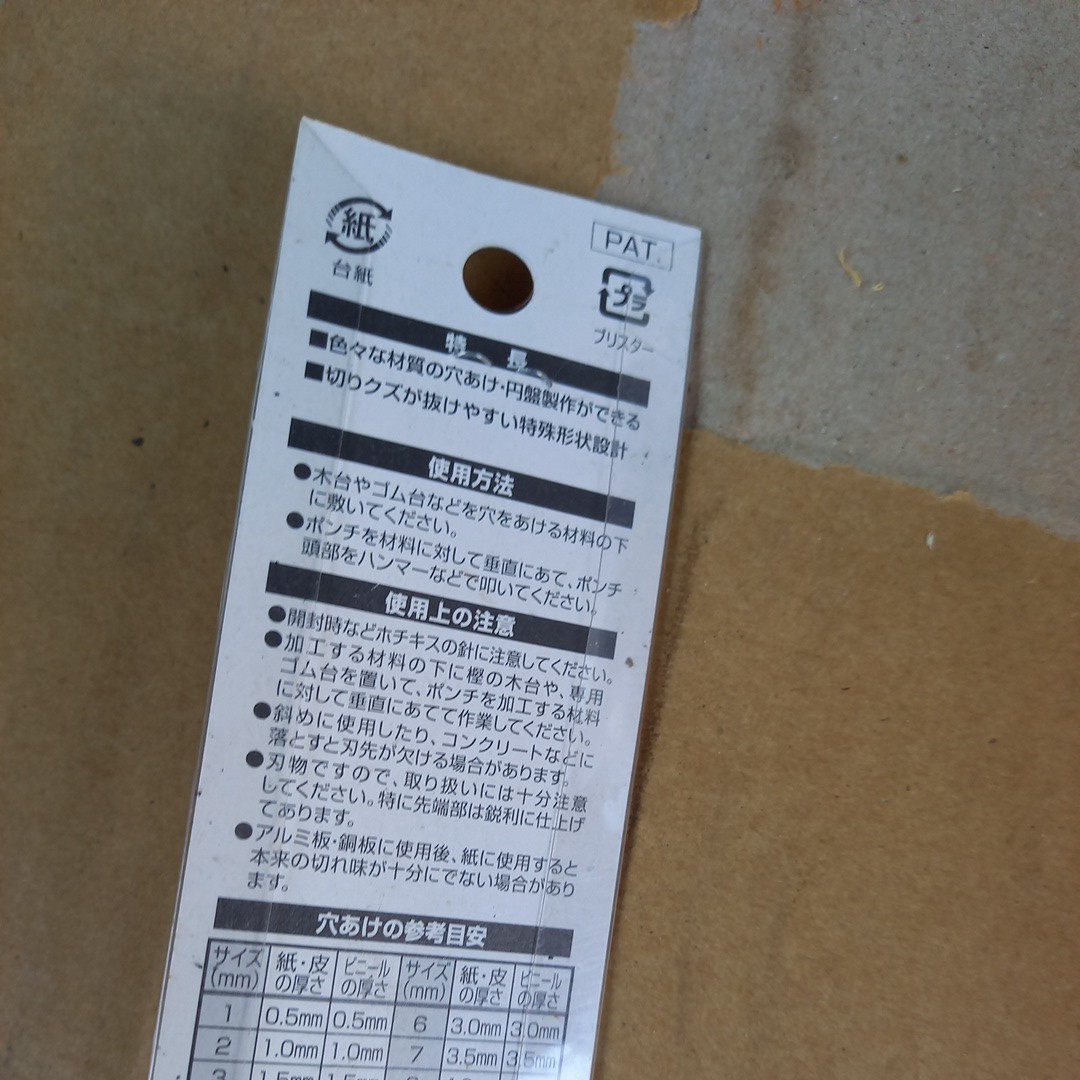 紙
台紙
PAT.
プラ
ブリスター
特 長
■色々な材質の穴あけ・円盤製作ができる
■切りクズが抜けやすい特殊形状設計
使用方法
●木台やゴム台などを穴をあける材料の下
に敷いてください。
●ポンチを材料に対して垂直にあて、ポンチ
頭部をハンマーなどで叩いてください。
使用上の注意
●開封時などホチキスの針に注意してください。
●加工する材料の下に樫の木台や、専用
ゴム台を置いて、ポンチを加工する材料
に対して垂直にあてて作業してください。
●斜めに使用したり、コンクリートなどに
落とすと刃先が欠ける場合があります。
●刃物ですので、取り扱いには十分注意
してください。特に先端部は鋭利に仕上げ
てあります。
●アルミ板・銅板に使用後、紙に使用すると
本来の切れ味が十分にでない場合があり
ます。
穴あけの参考目安
サイズ(mm) 紙・皮の厚さ ビニールの厚さ サイズ(mm) 紙・皮の厚さ ビニールの厚さ
1 0.5mm 0.5mm 6 3.0mm 3.0mm
2 1.0mm 1.0mm 7 3.5mm 3.5mm
3 1.5mm